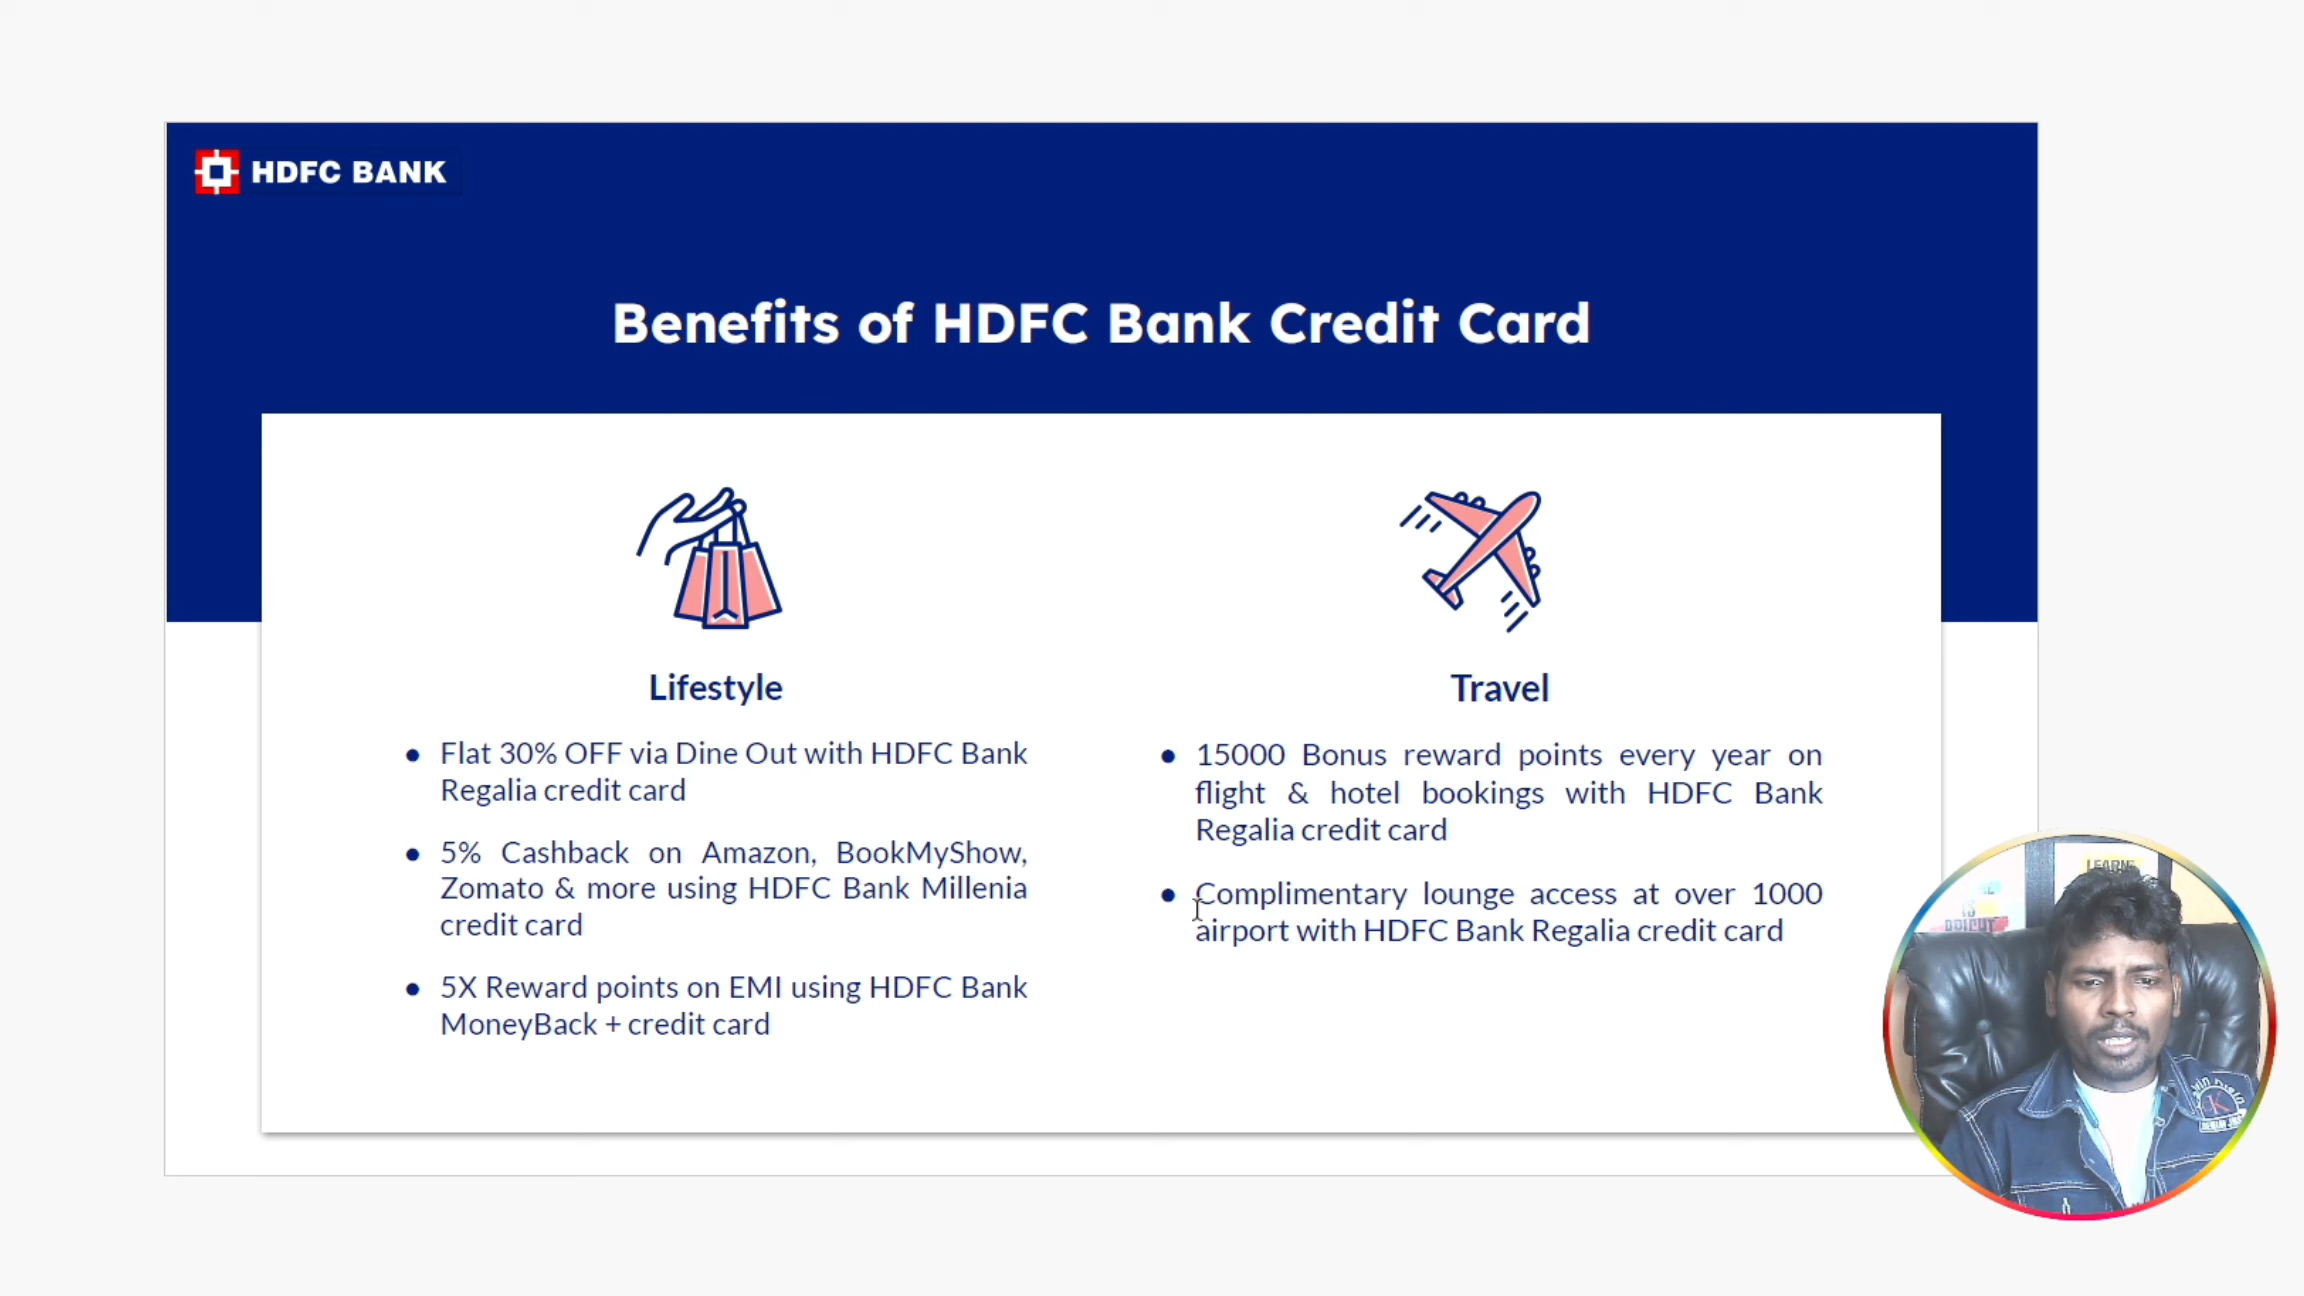 HDFC BANK
Benefits of HDFC Bank Credit Card
Lifestyle
● Flat 30% OFF via Dine Out with HDFC Bank
Regalia credit card
● 5% Cashback on Amazon, BookMyShow,
Zomato & more using HDFC Bank Millenia
credit card
● 5X Reward points on EMI using HDFC Bank
MoneyBack + credit card
Travel
● 15000 Bonus reward points every year on
flight & hotel bookings with HDFC Bank
Regalia credit card
● Complimentary lounge access at over 1000
airport with HDFC Bank Regalia credit card
LEARN
IS